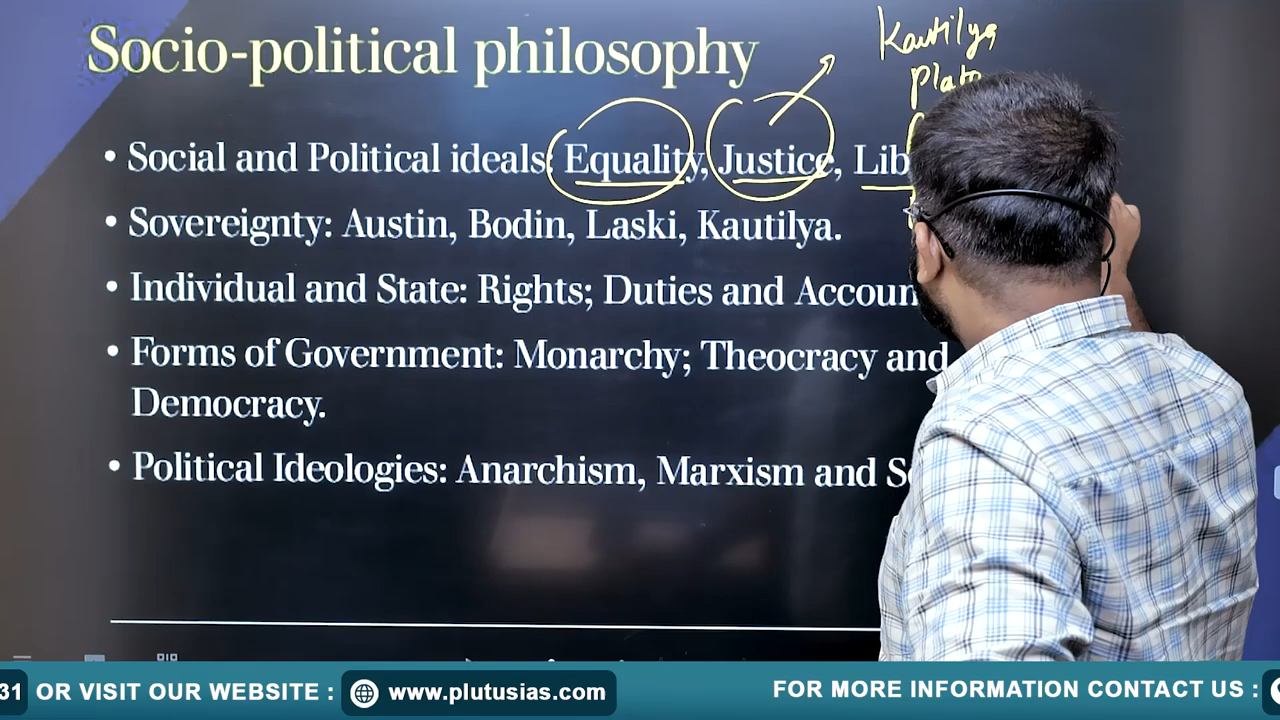 Kautilya
Plato
Socio-political philosophy
• Social and Political ideals: Equality, Justice, Lib
• Sovereignty: Austin, Bodin, Laski, Kautilya.
• Individual and State: Rights; Duties and Accoun
• Forms of Government: Monarchy; Theocracy and
Democracy.
• Political Ideologies: Anarchism, Marxism and S
31 OR VISIT OUR WEBSITE : www.plutusias.com FOR MORE INFORMATION CONTACT US :